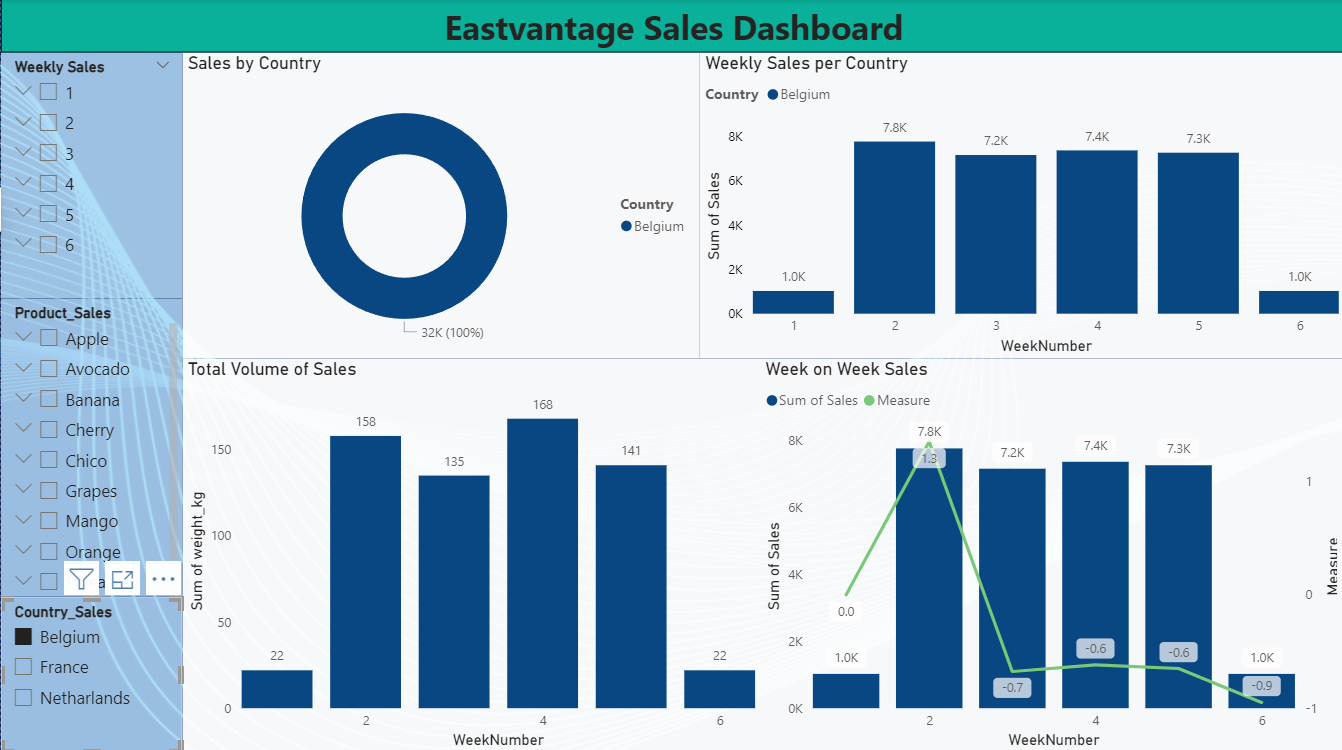 Eastvantage Sales Dashboard
Weekly Sales
1
2
3
4
5
6
Product_Sales
Apple
Avocado
Banana
Cherry
Chico
Grapes
Mango
Orange
Country_Sales
Belgium
France
Netharlands
Sales by Country
32K (100%)
Country
Belgium
Weekly Sales per Country
Country Belgium
Sum of Sales
8K
6K
4K
2K
0K
1.0K
7.8K
7.2K
7.4K
7.3K
1.0K
1 2 3 4 5 6
WeekNumber
Total Volume of Sales
Sum of weight_kg
150
100
50
0
22
158
135
168
141
22
2 4 6
WeekNumber
Week on Week Sales
Sum of Sales Measure
Sum of Sales
8K
6K
4K
2K
0K
1.0K
7.8K
7.2K
7.4K
7.3K
1.0K
0.0
1.3
-0.7
-0.6
-0.6
-0.9
1
0
-1
Measure
2 4 6
WeekNumber